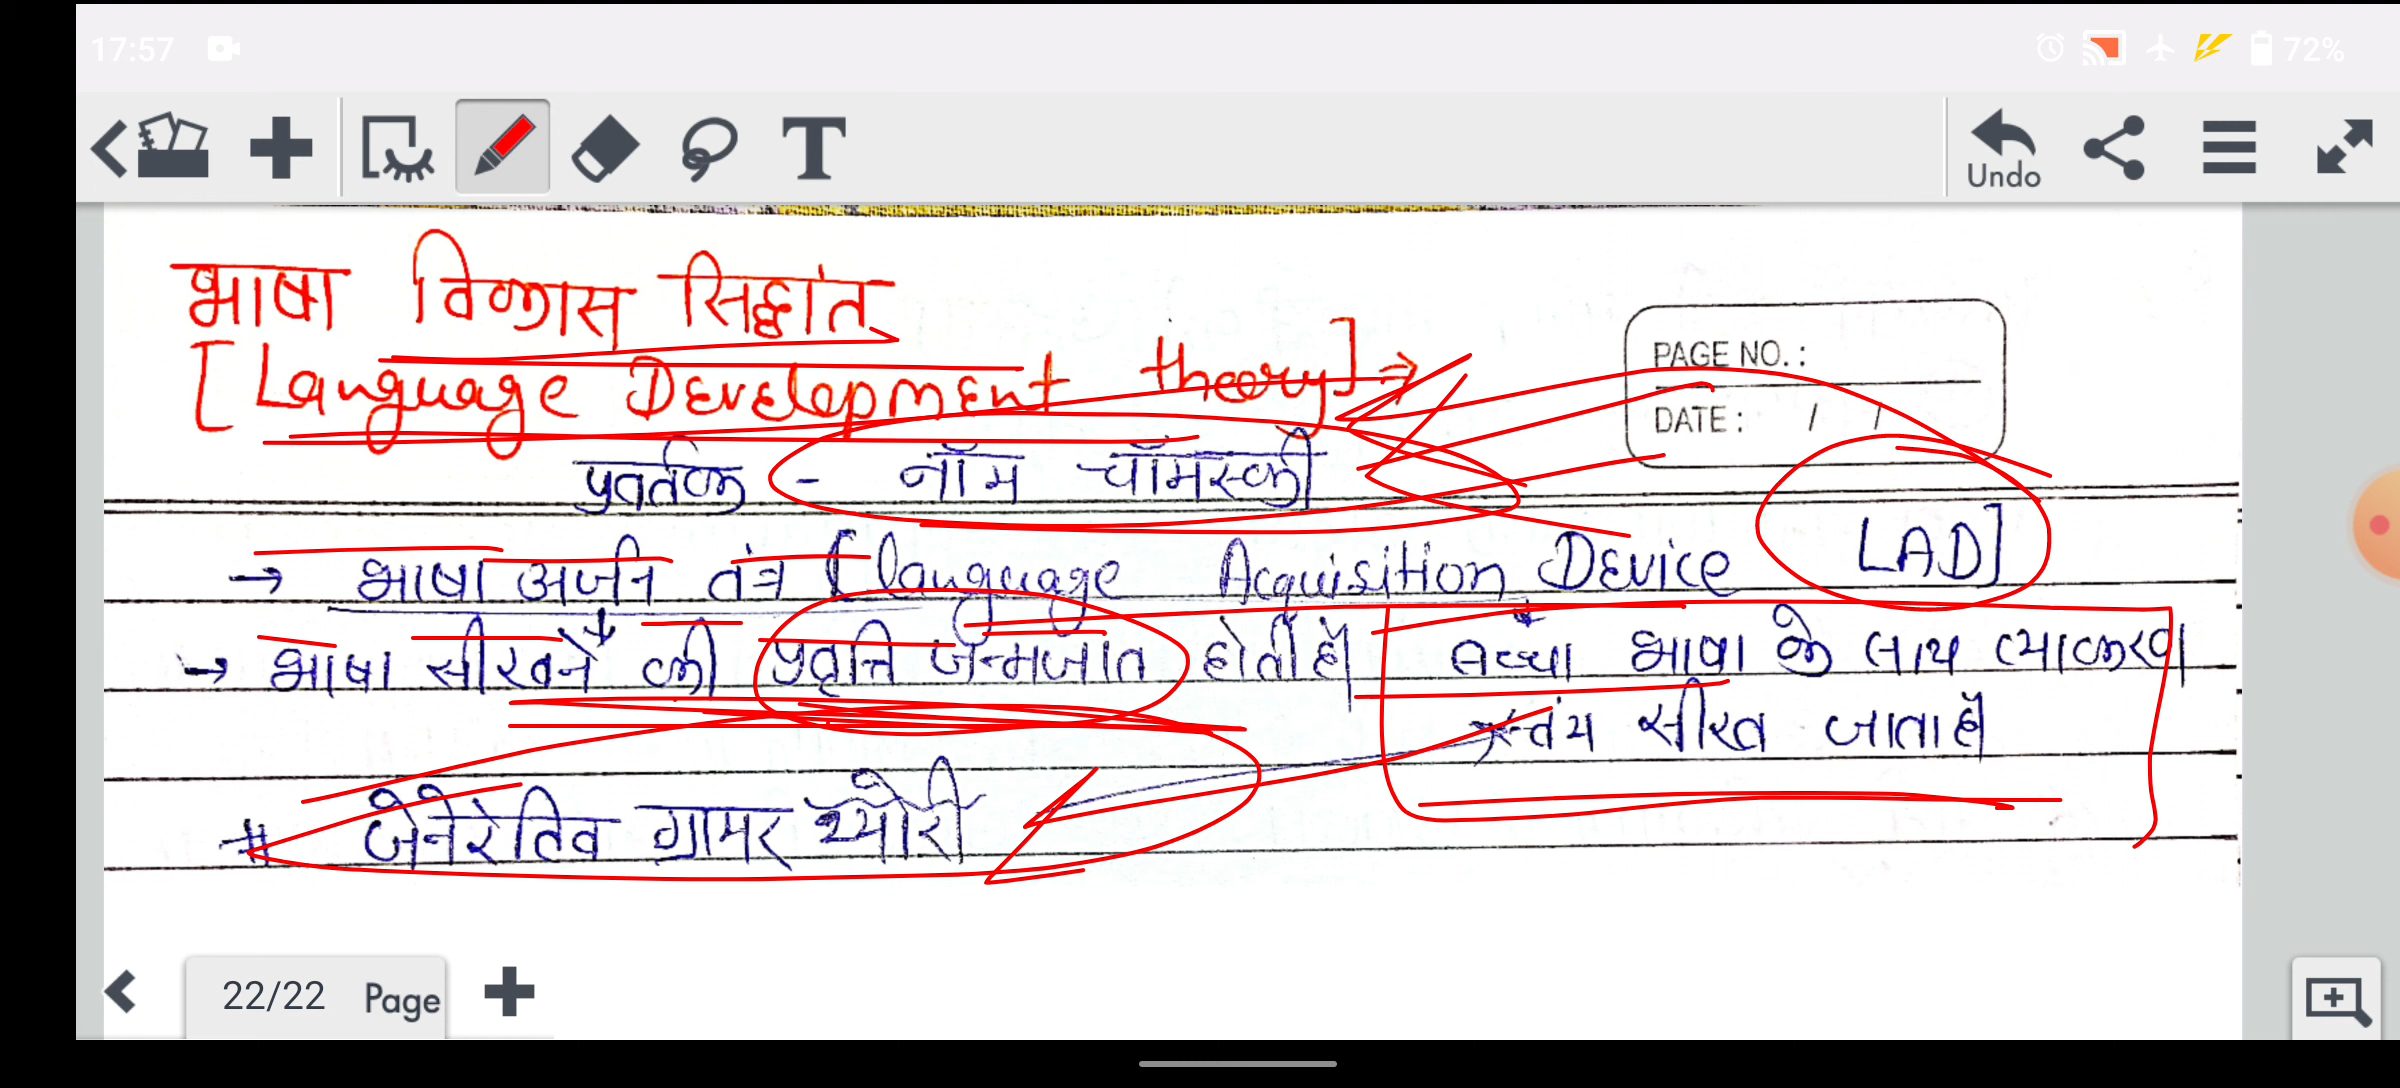 17:57 72%
Undo
भाषा विकास सिद्धांत
[Language Development theory] ⇒
PAGE NO. :
DATE : / /
प्रवर्तक - नॉम चॉमस्की
→ भाषा अर्जन तंत्र [language Acquisition Device LAD]
→ भाषा सीखने की प्रवृत्ति जन्मजात होती है बच्चा भाषा के साथ व्याकरण
स्वंय सीख जाता है
# जेनेरेटिव ग्रामर थ्योरी
22/22 Page